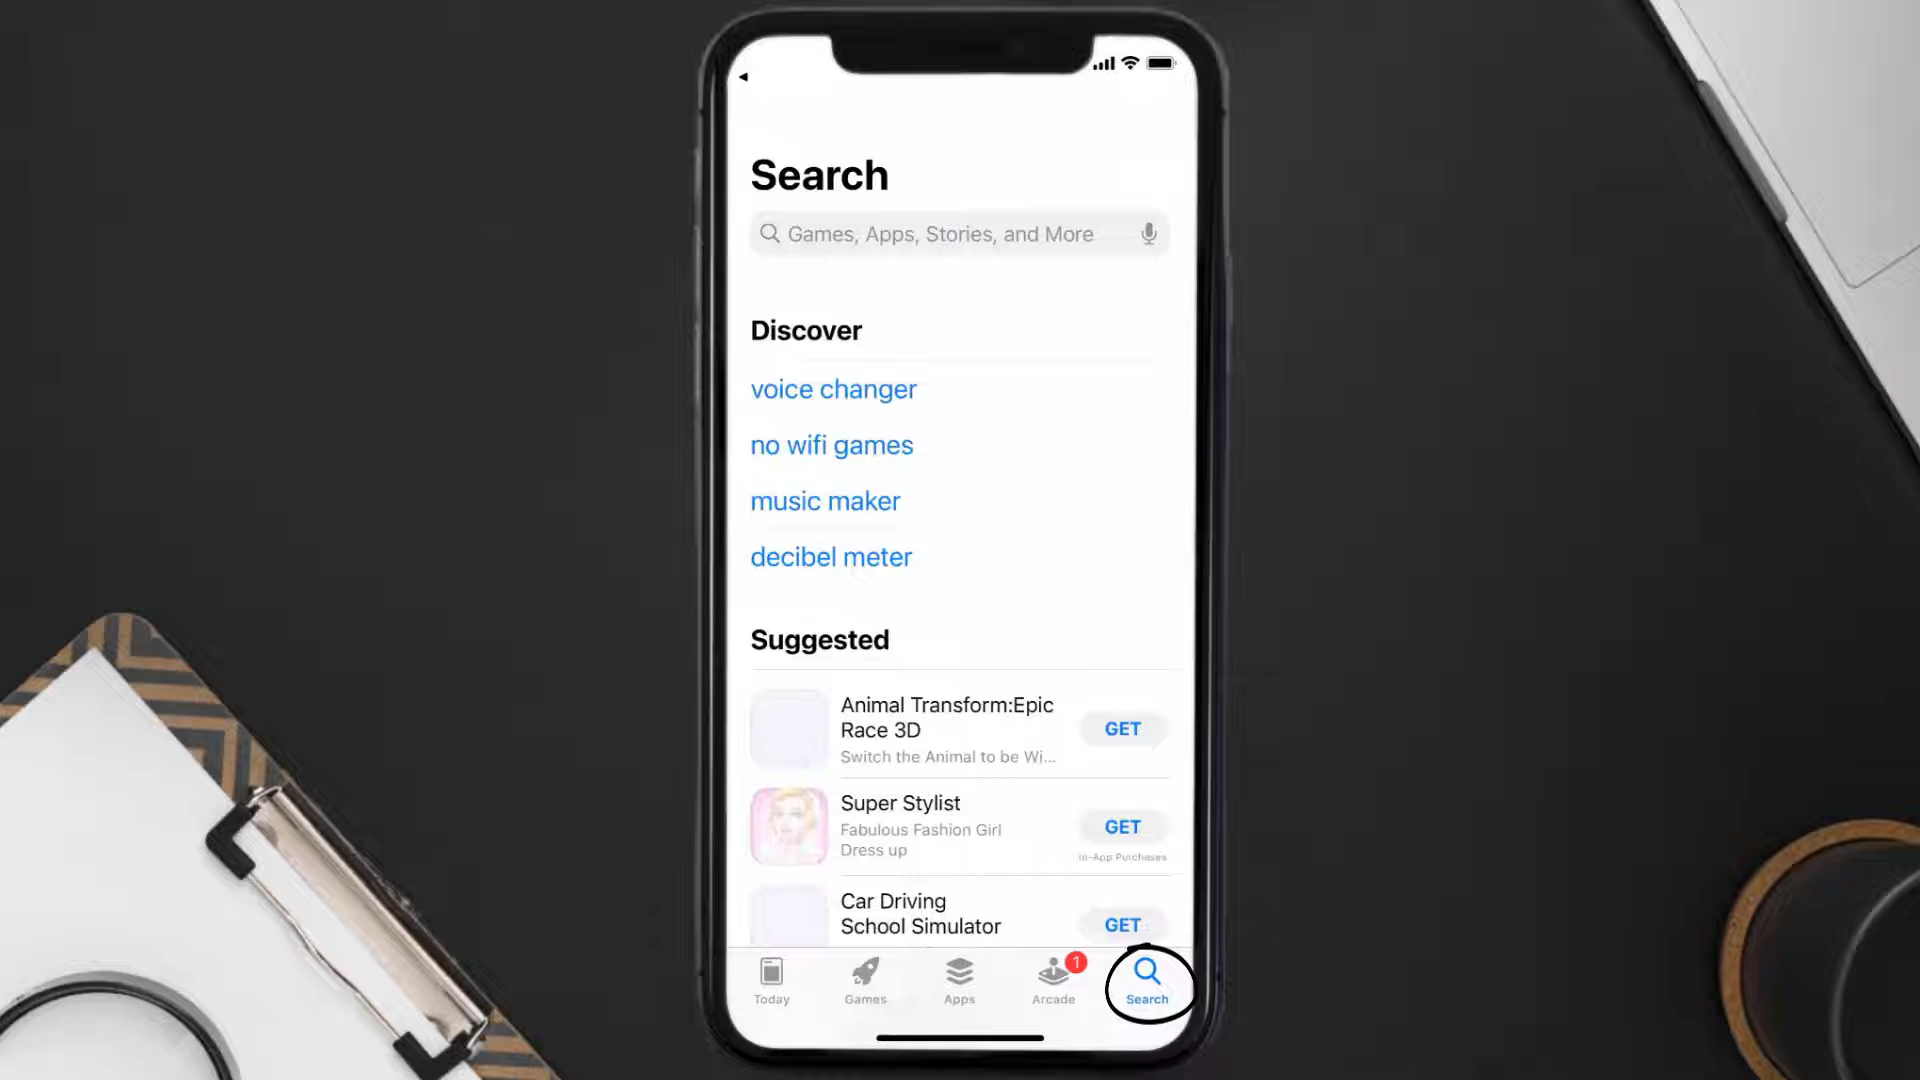 Search
Games, Apps, Stories, and More
Discover
voice changer
no wifi games
music maker
decibel meter
Suggested
Animal Transform:Epic
Race 3D
Switch the Animal to be Wi...
GET
Super Stylist
Fabulous Fashion Girl
Dress up
GET
In-App Purchases
Car Driving
School Simulator
GET
1
Today
Games
Apps
Arcade
Search